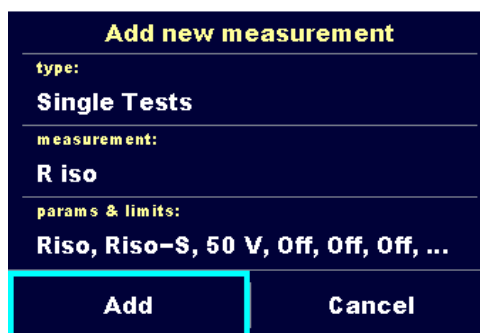 Add new measurement
type:
Single Tests
measurement:
R iso
params & limits:
Riso, Riso-S, 50 V, Off, Off, Off, ...
Add
Cancel